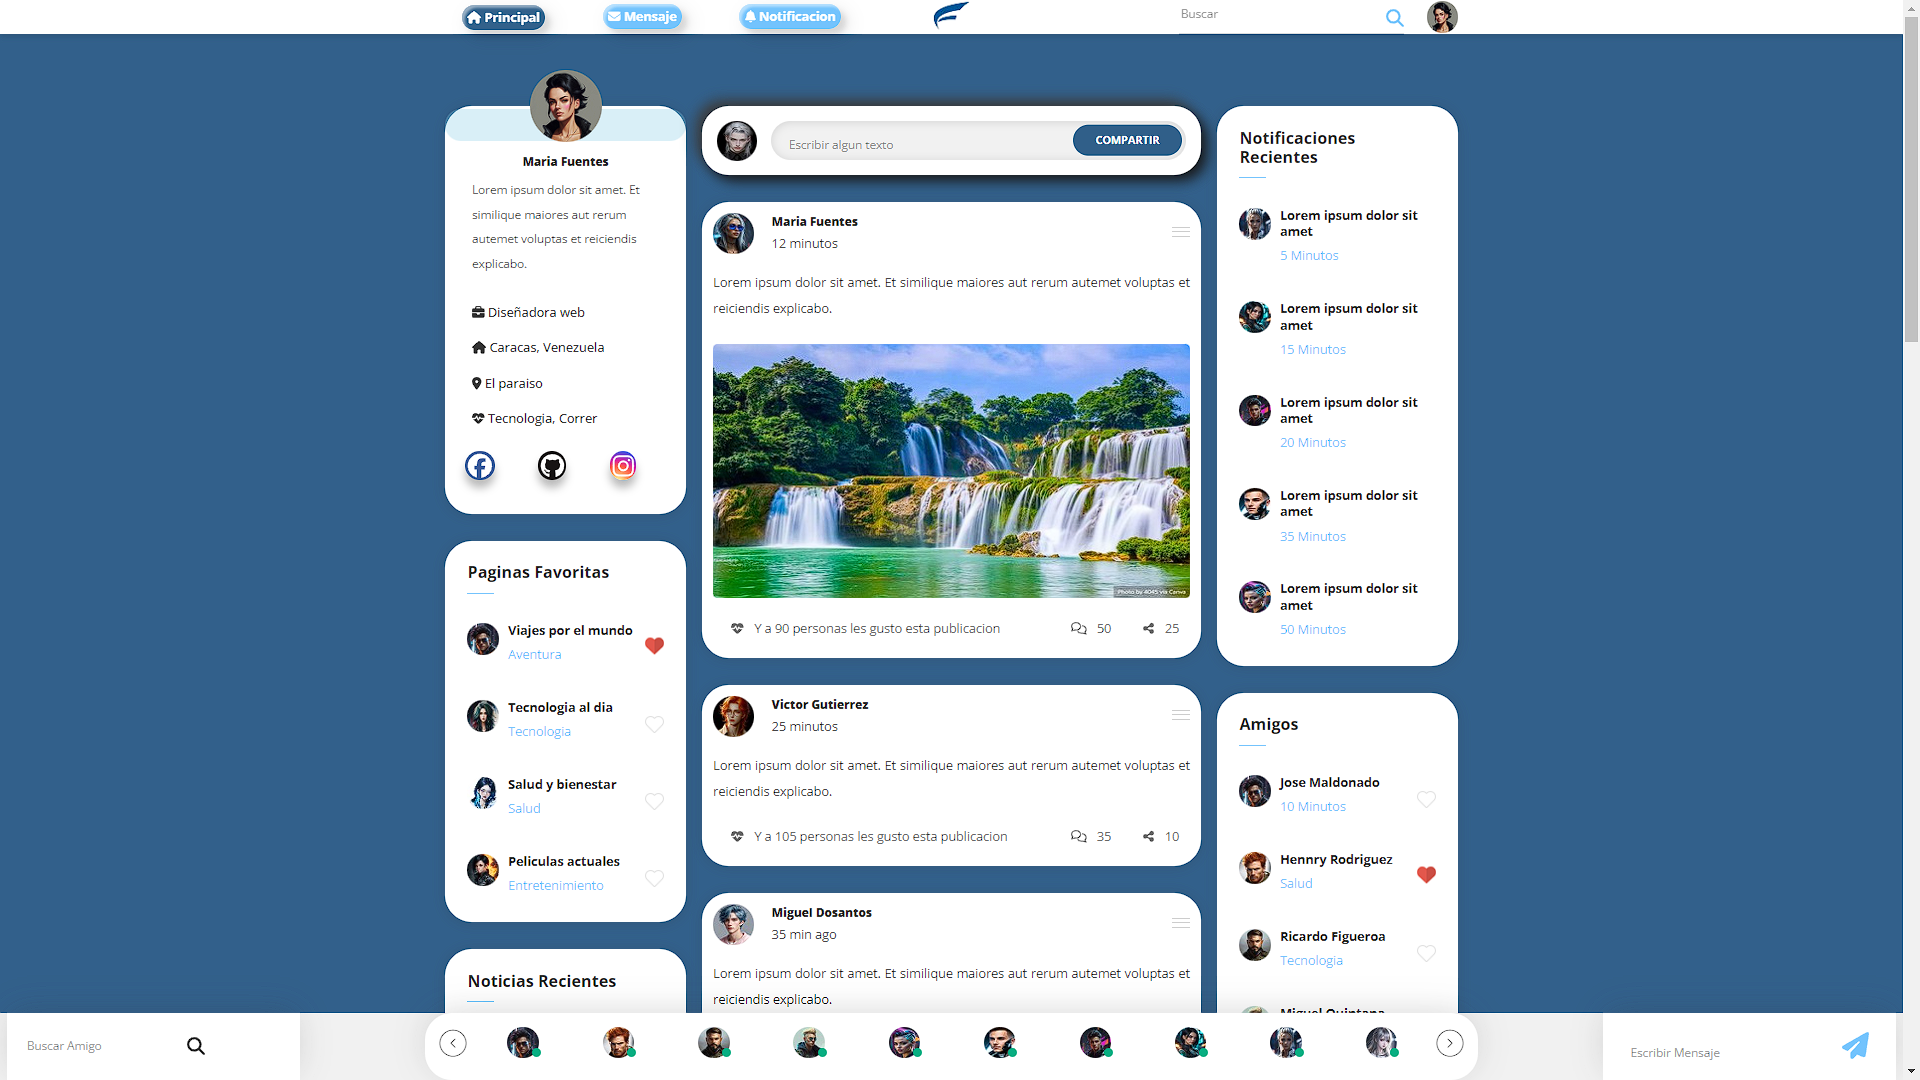 Principal
Mensaje
Notificacion
Buscar
Maria Fuentes
Lorem ipsum dolor sit amet. Et
similique maiores aut rerum
autemet voluptas et reiciendis
explicabo.
Diseñadora web
Caracas, Venezuela
El paraiso
Tecnologia, Correr
Paginas Favoritas
Viajes por el mundo
Aventura
Tecnologia al dia
Tecnologia
Salud y bienestar
Salud
Peliculas actuales
Entretenimiento
Noticias Recientes
Escribir algun texto
COMPARTIR
Maria Fuentes
12 minutos
Lorem ipsum dolor sit amet. Et similique maiores aut rerum autemet voluptas et
reiciendis explicabo.
Photo by 4045 via Canva
Y a 90 personas les gusto esta publicacion
50
25
Victor Gutierrez
25 minutos
Lorem ipsum dolor sit amet. Et similique maiores aut rerum autemet voluptas et
reiciendis explicabo.
Y a 105 personas les gusto esta publicacion
35
10
Miguel Dosantos
35 min ago
Lorem ipsum dolor sit amet. Et similique maiores aut rerum autemet voluptas et
reiciendis explicabo.
Notificaciones
Recientes
Lorem ipsum dolor sit
amet
5 Minutos
Lorem ipsum dolor sit
amet
15 Minutos
Lorem ipsum dolor sit
amet
20 Minutos
Lorem ipsum dolor sit
amet
35 Minutos
Lorem ipsum dolor sit
amet
50 Minutos
Amigos
Jose Maldonado
10 Minutos
Hennry Rodriguez
Salud
Ricardo Figueroa
Tecnologia
Miguel Quintana
Buscar Amigo
Escribir Mensaje